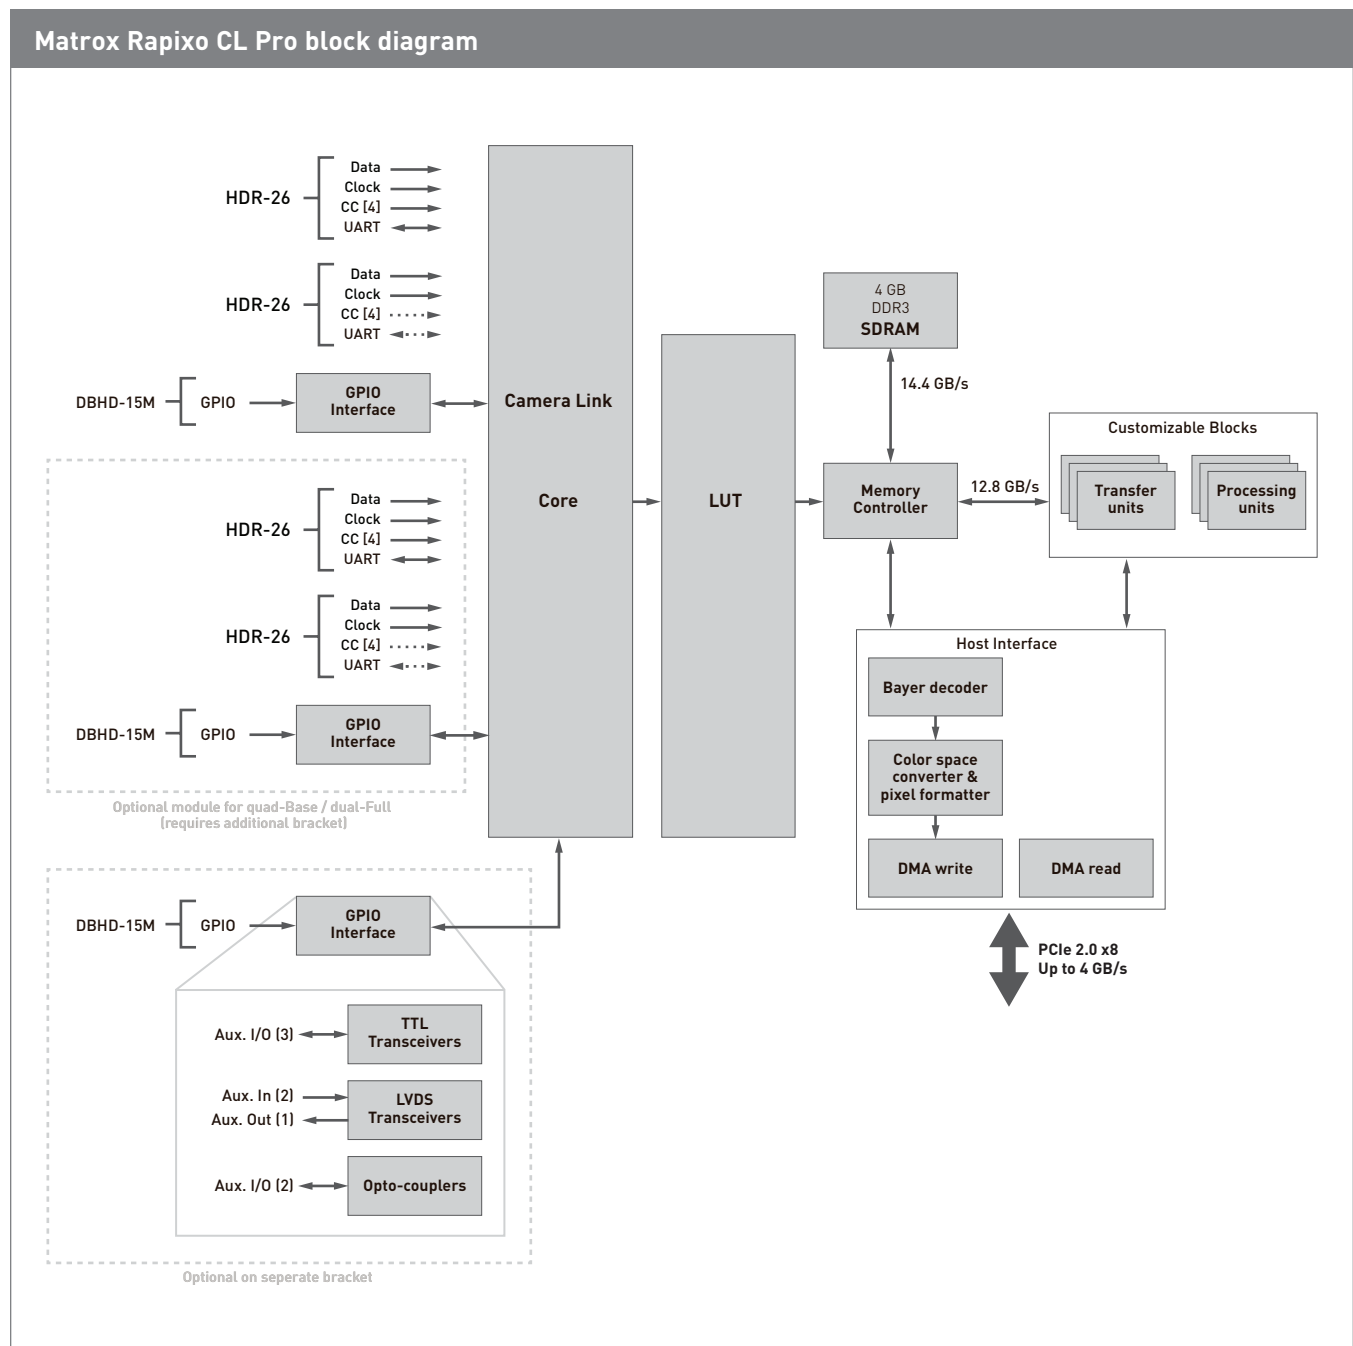 Matrox Rapixo CL Pro block diagram
HDR-26
Data
Clock
CC [4]
UART
HDR-26
Data
Clock
CC [4]
UART
DBHD-15M
GPIO
GPIO
Interface
HDR-26
Data
Clock
CC [4]
UART
HDR-26
Data
Clock
CC [4]
UART
DBHD-15M
GPIO
GPIO
Interface
Optional module for quad-Base / dual-Full
(requires additional bracket)
DBHD-15M
GPIO
GPIO
Interface
Aux. I/O (3)
TTL
Transceivers
Aux. In (2)
Aux. Out (1)
LVDS
Transceivers
Aux. I/O (2)
Opto-couplers
Optional on seperate bracket
Camera Link
Core
LUT
4 GB
DDR3
SDRAM
14.4 GB/s
Memory
Controller
12.8 GB/s
Customizable Blocks
Transfer
units
Processing
units
Host Interface
Bayer decoder
Color space
converter &
pixel formatter
DMA write
DMA read
PCIe 2.0 x8
Up to 4 GB/s